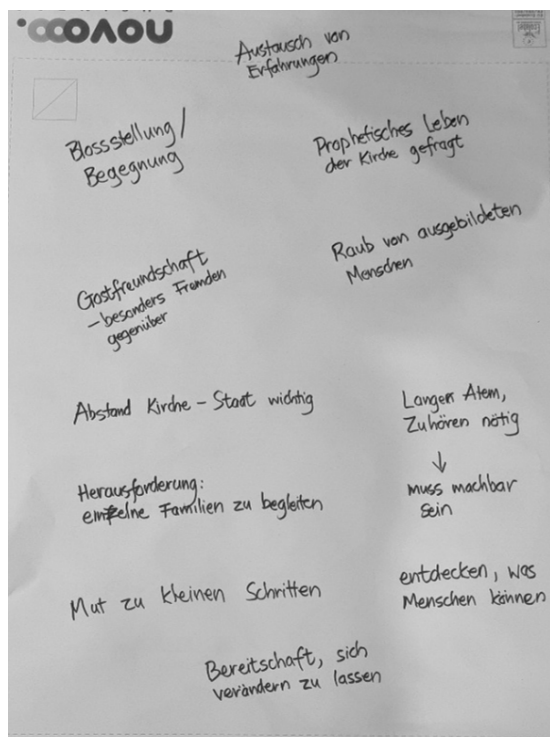 novooo.
Austausch von
Erfahrungen
Blossstellung/
Begegnung
Prophetisches Leben
der Kirche gefragt
Gastfreundschaft
- besonders Fremden
gegenüber
Raub von ausgebildeten
Menschen
Abstand Kirche - Staat wichtig
Langer Atem,
Zuhören nötig
↓
muss machbar
sein
Herausforderung:
einzelne Familien zu begleiten
Mut zu kleinen Schritten
entdecken, was
Menschen können
Bereitschaft, sich
verändern zu lassen